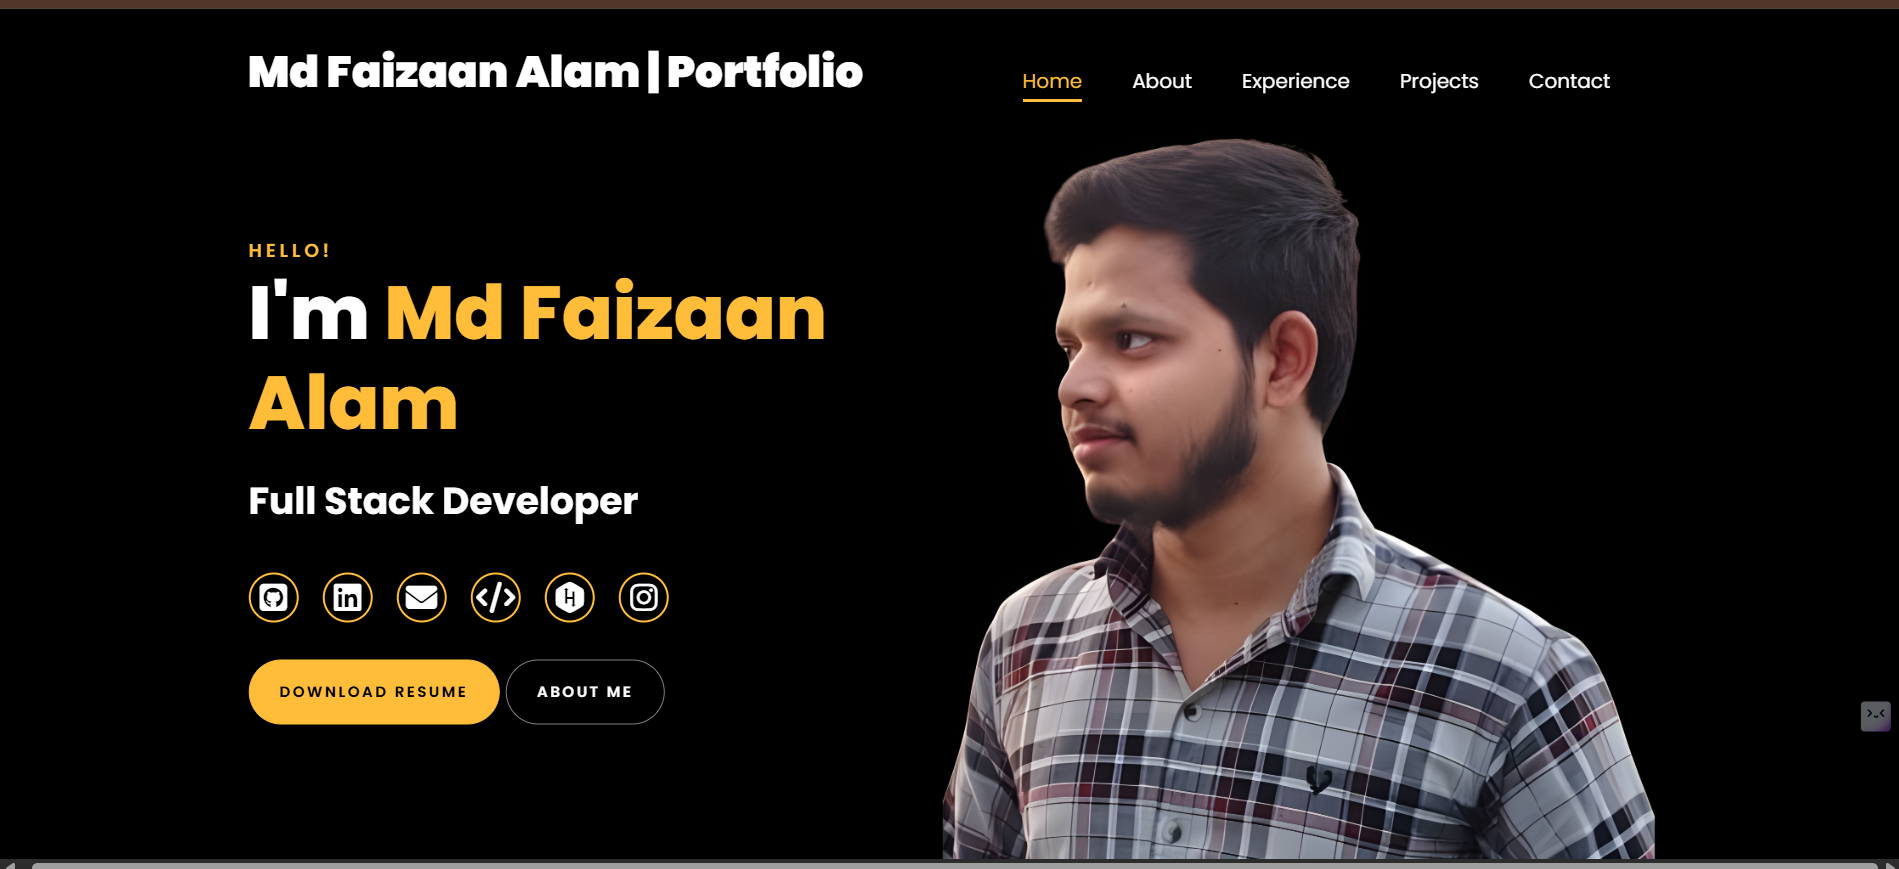 Md Faizaan Alam | Portfolio
Home About Experience Projects Contact
HELLO!
I'm Md Faizaan
Alam
Full Stack Developer
DOWNLOAD RESUME ABOUT ME